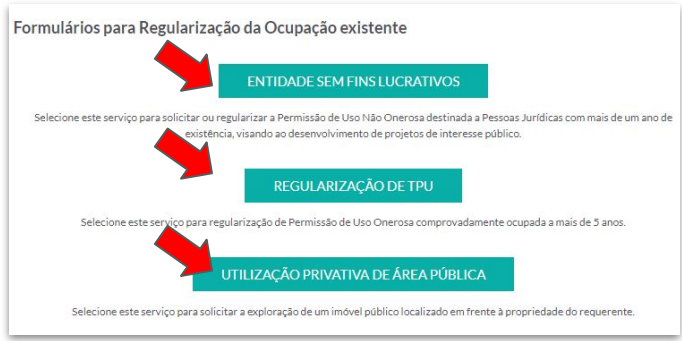 Formulários para Regularização da Ocupação existente
ENTIDADE SEM FINS LUCRATIVOS
Selecione este serviço para solicitar ou regularizar a Permissão de Uso Não Onerosa destinada a Pessoas Jurídicas com mais de um ano de
existência, visando ao desenvolvimento de projetos de interesse público.
REGULARIZAÇÃO DE TPU
Selecione este serviço para regularização de Permissão de Uso Onerosa comprovadamente ocupada a mais de 5 anos.
UTILIZAÇÃO PRIVATIVA DE ÁREA PÚBLICA
Selecione este serviço para solicitar a exploração de um imóvel público localizado em frente à propriedade do requerente.